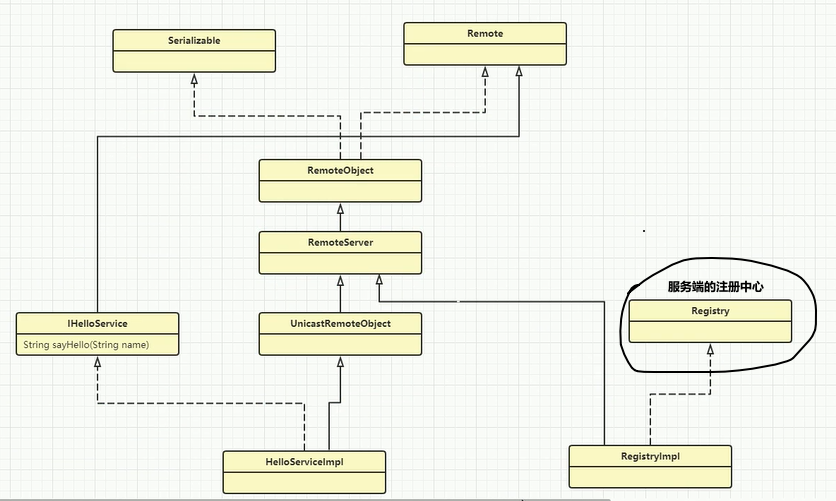 Serializable
Remote
RemoteObject
RemoteServer
服务端的注册中心
Registry
IHelloService
String sayHello(String name)
UnicastRemoteObject
HelloServiceImpl
RegistryImpl